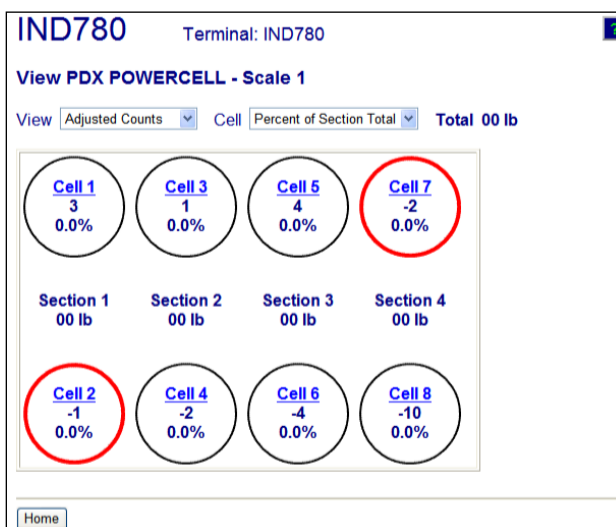 IND780 Terminal: IND780 ?
View PDX POWERCELL - Scale 1
View Adjusted Counts Cell Percent of Section Total Total 00 lb
Cell 1 Cell 3 Cell 5 Cell 7
3 1 4 -2
0.0% 0.0% 0.0% 0.0%
Section 1 Section 2 Section 3 Section 4
00 lb 00 lb 00 lb 00 lb
Cell 2 Cell 4 Cell 6 Cell 8
-1 -2 -4 -10
0.0% 0.0% 0.0% 0.0%
Home